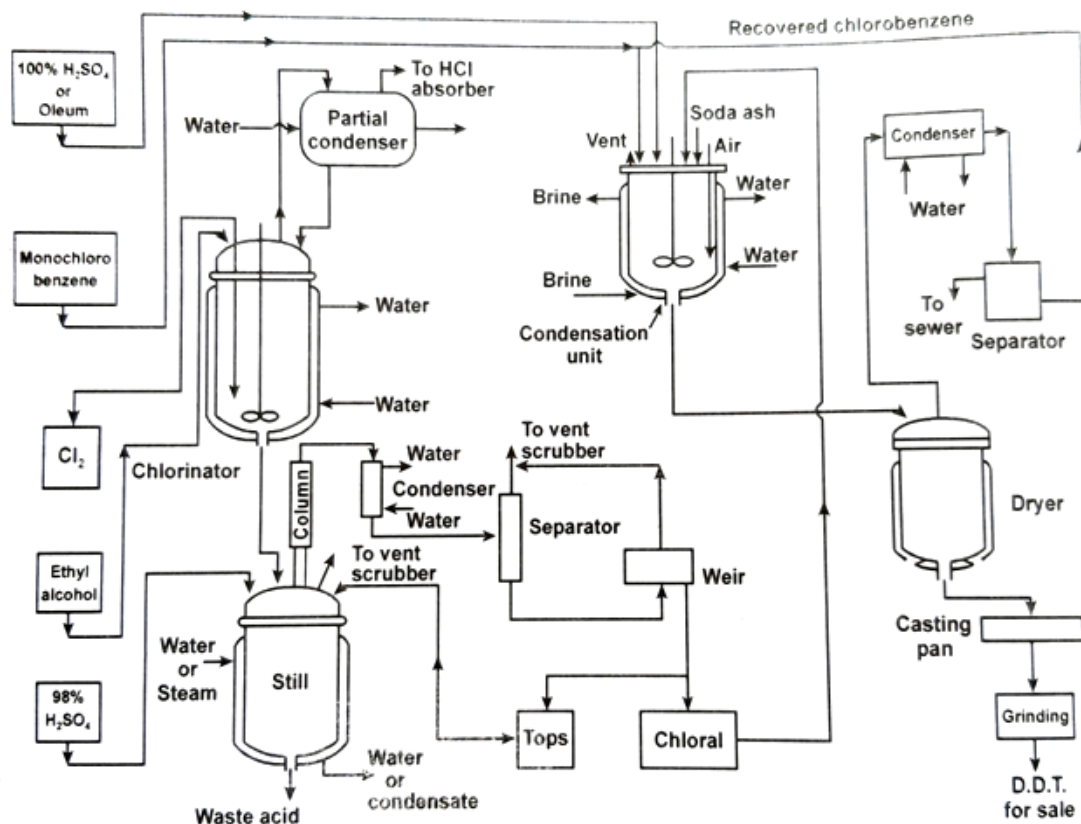 Recovered chlorobenzene
100% H₂SO₄
or
Oleum
To HCl
absorber
Water
Partial
condenser
Soda ash
Vent
Air
Brine
Water
Condenser
Water
Monochloro
benzene
Water
Brine
Water
Condensation
unit
To
sewer
Separator
Water
Cl₂
Chlorinator
Column
Water
Condenser
Water
To vent
scrubber
Separator
Weir
Dryer
Ethyl
alcohol
To vent
scrubber
Water
or
Steam
Still
Casting
pan
98%
H₂SO₄
Tops
Chloral
Grinding
Water
or
condensate
Waste acid
D.D.T.
for sale